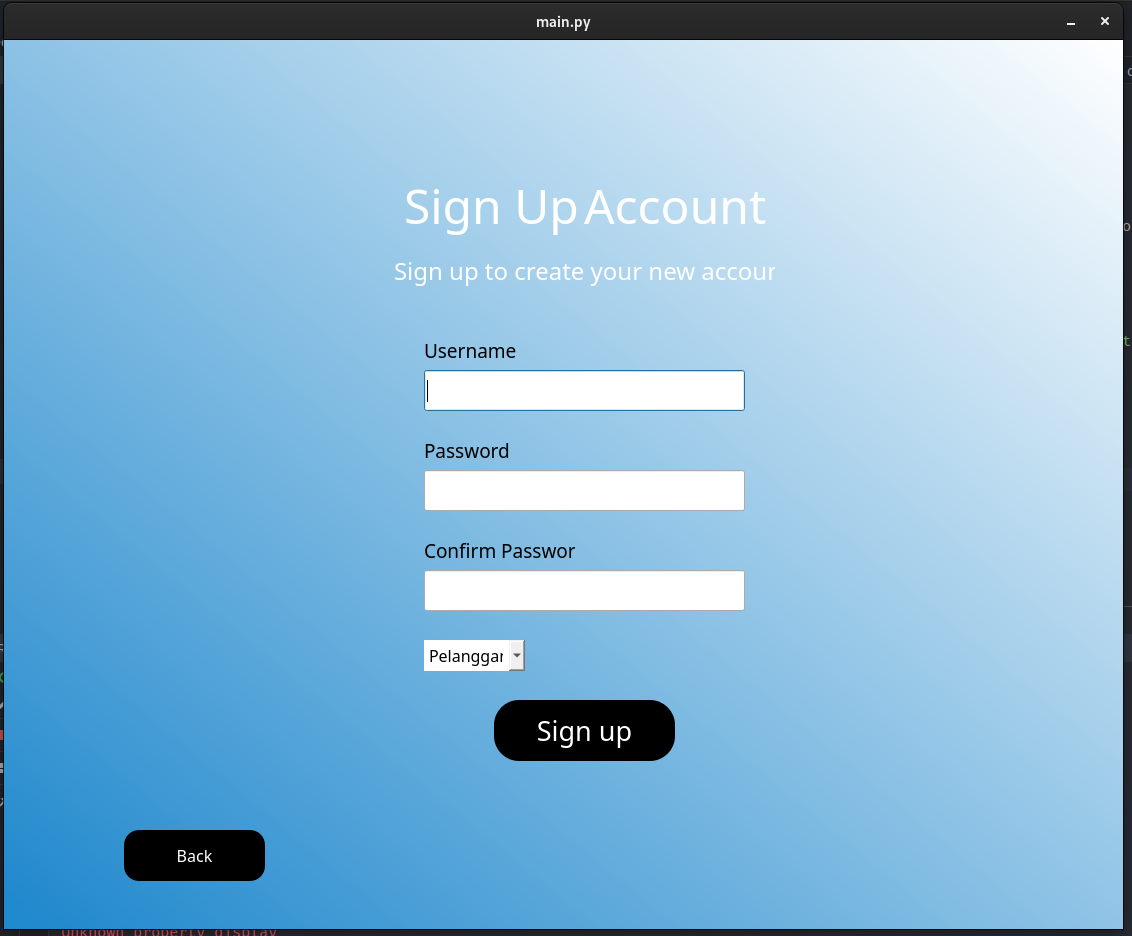 main.py
Sign Up Account
Sign up to create your new accour
Username
Password
Confirm Passwor
Pelanggar
Sign up
Back
Unknown property display